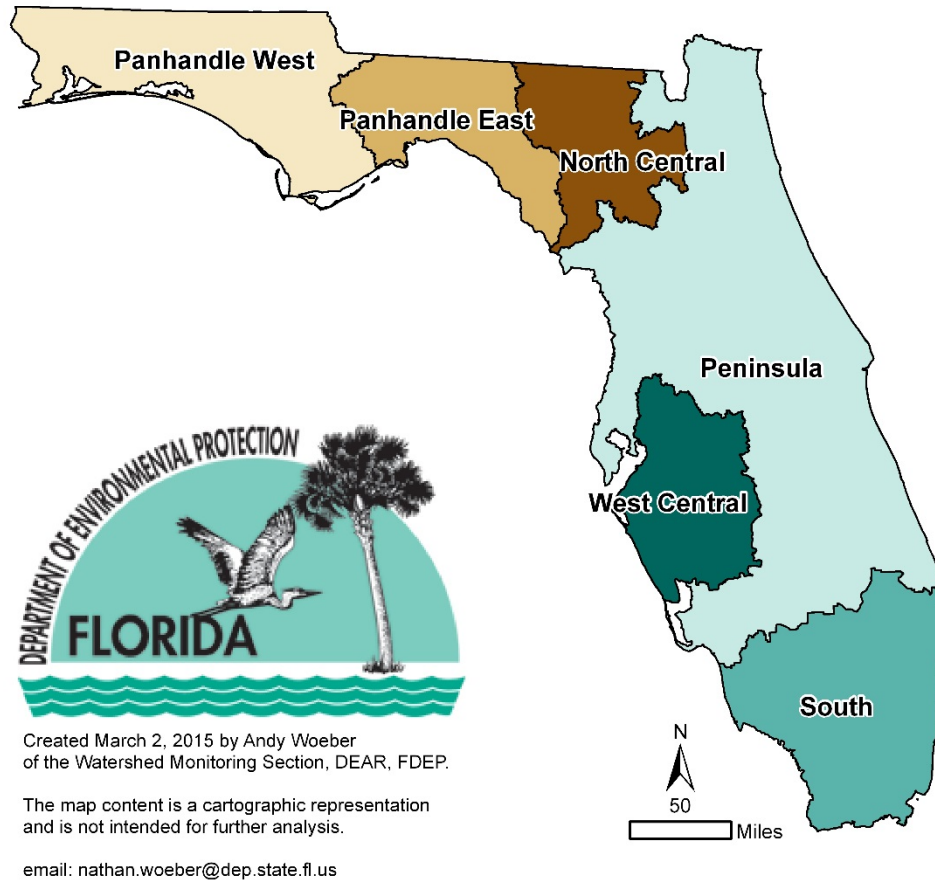 Panhandle West
Panhandle East
North Central
Peninsula
West Central
South
DEPARTMENT OF ENVIRONMENTAL PROTECTION
FLORIDA
Created March 2, 2015 by Andy Woeber
of the Watershed Monitoring Section, DEAR, FDEP.
The map content is a cartographic representation
and is not intended for further analysis.
email: nathan.woeber@dep.state.fl.us
N
50
Miles